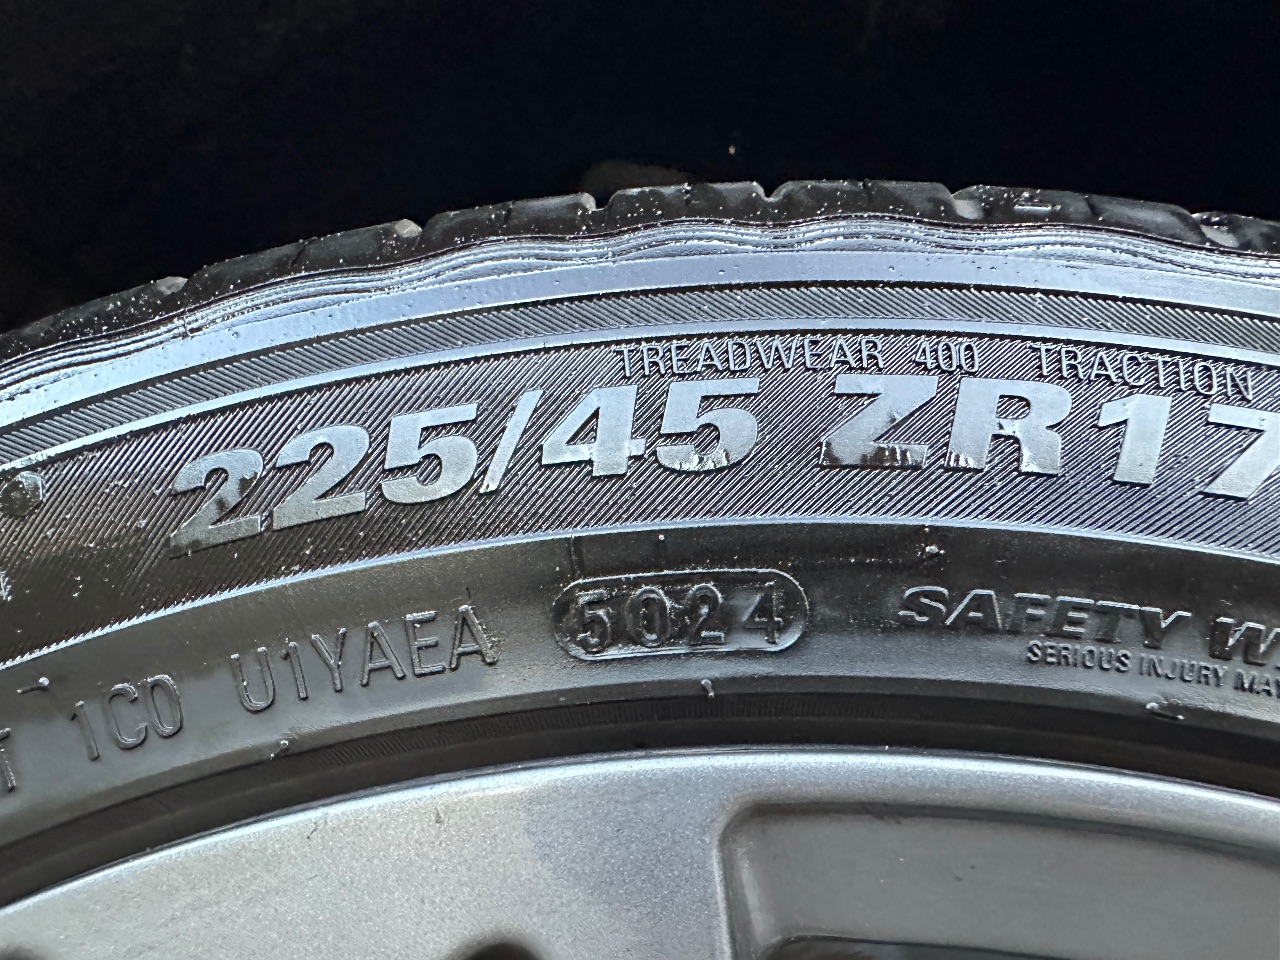 TREADWEAR 400 TRACTION
225/45 ZR17
1C0 U1YAEA 5024
SAFETY
SERIOUS INJURY MAY